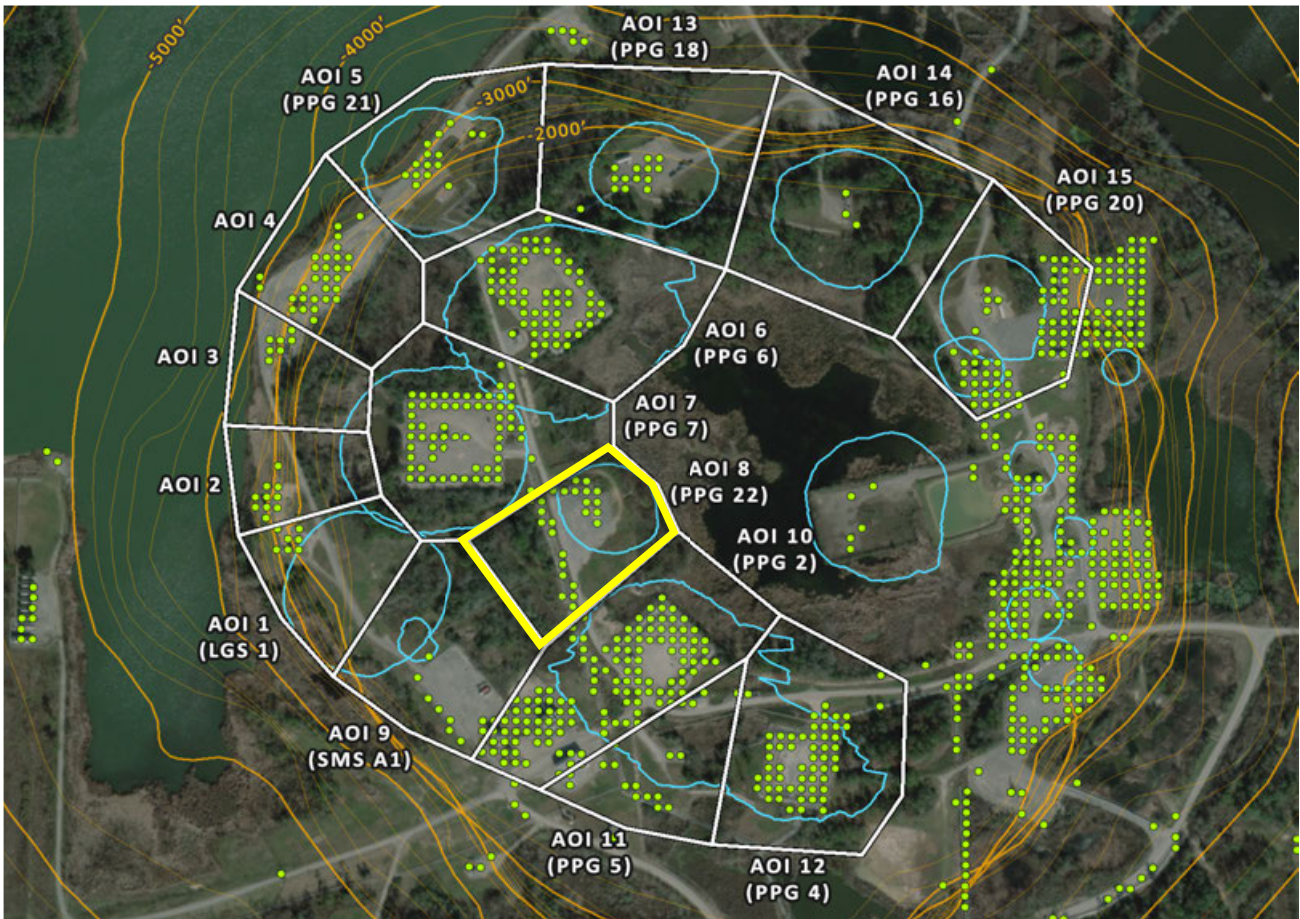 -5000'
-4000'
AOI 13
(PPG 18)
AOI 5
(PPG 21)
AOI 14
(PPG 16)
-3000'
-2000'
AOI 15
(PPG 20)
AOI 4
AOI 3
AOI 6
(PPG 6)
AOI 7
(PPG 7)
AOI 2
AOI 8
(PPG 22)
AOI 10
(PPG 2)
AOI 1
(LGS 1)
AOI 9
(SMS A1)
AOI 11
(PPG 5)
AOI 12
(PPG 4)